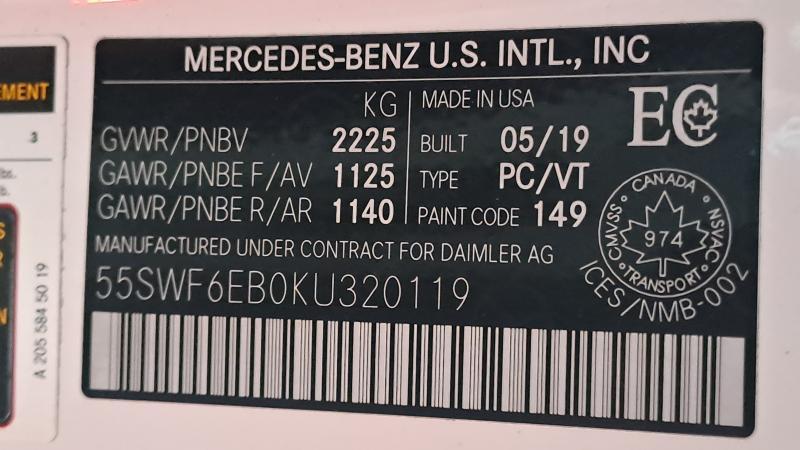 MERCEDES-BENZ U.S. INTL., INC
KG
GVWR/PNBV 2225
GAWR/PNBE F/AV 1125
GAWR/PNBE R/AR 1140
MADE IN USA
BUILT 05/19
TYPE PC/VT
PAINT CODE 149
EC
CANADA
CMVSS NSVAC
974
TRANSPORT
ICES/NMB-002
MANUFACTURED UNDER CONTRACT FOR DAIMLER AG
55SWF6EB0KU320119
EMENT
3
lbs.
A 205 584 50 19